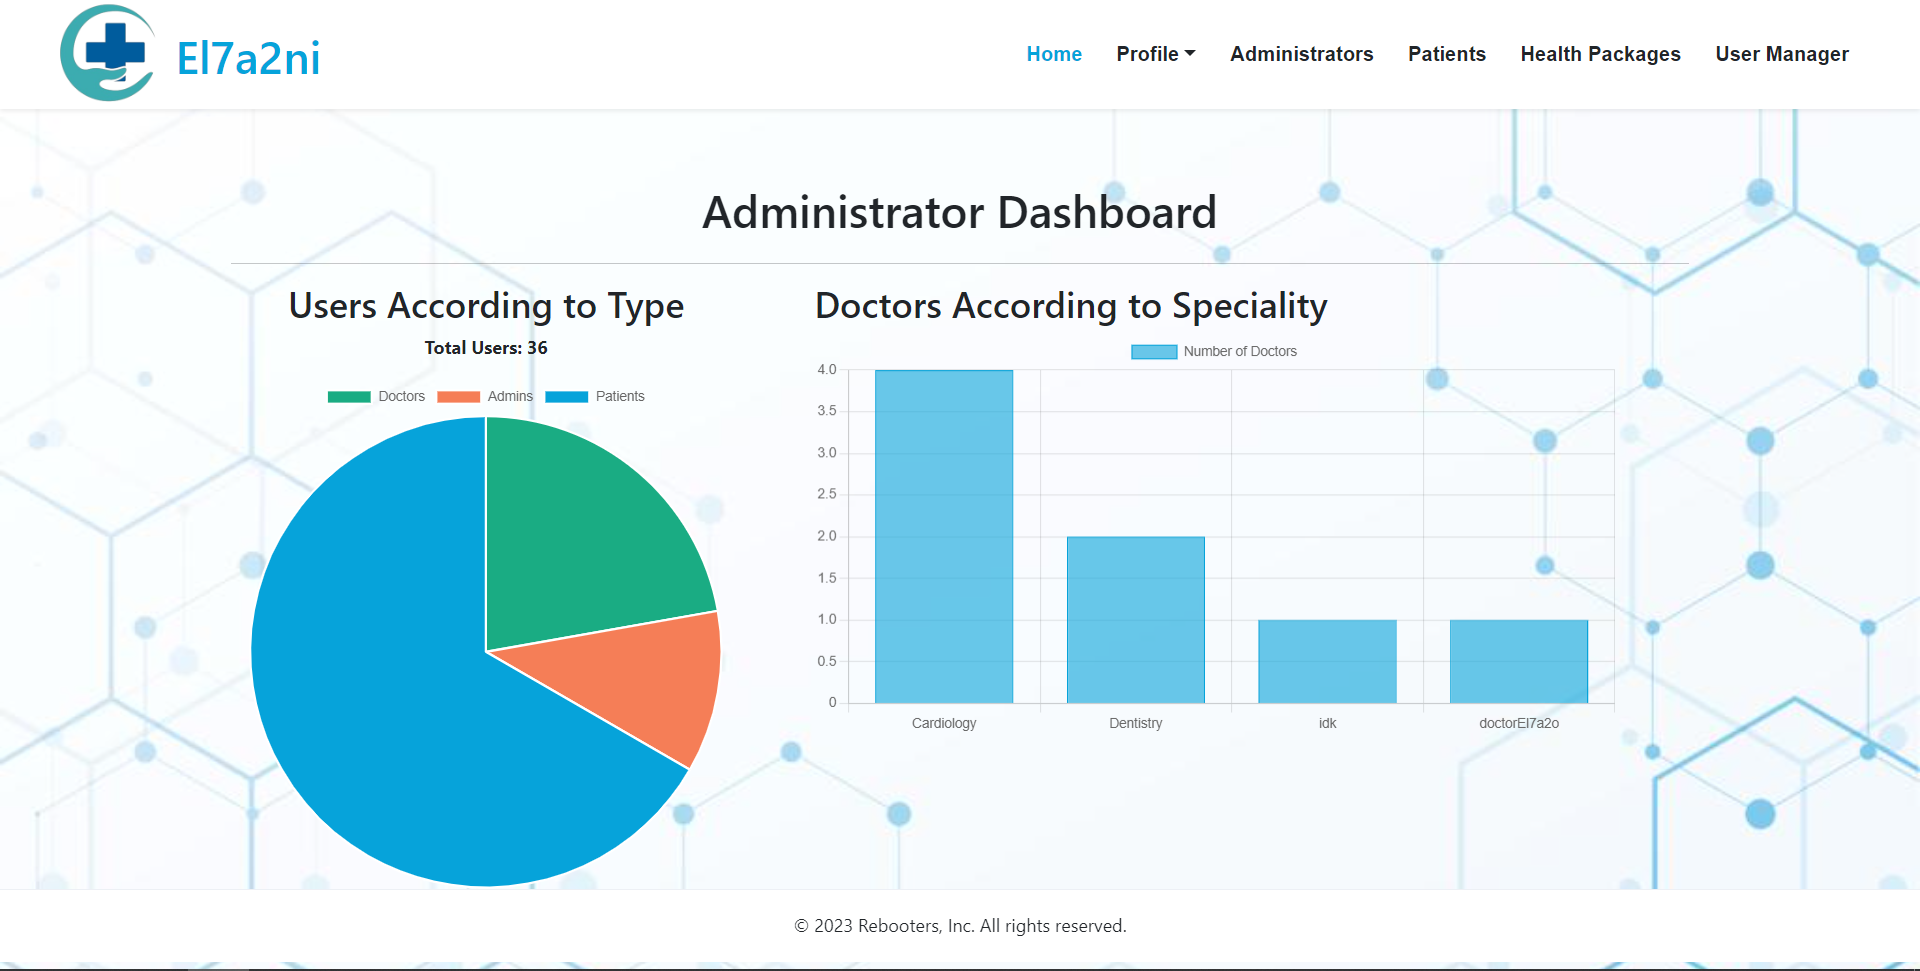 El7a2ni
Home Profile Administrators Patients Health Packages User Manager
Administrator Dashboard
Users According to Type
Total Users: 36
Doctors Admins Patients
Doctors According to Speciality
Number of Doctors
4.0
3.5
3.0
2.5
2.0
1.5
1.0
0.5
0
Cardiology Dentistry idk doctorEl7a2o
© 2023 Rebooters, Inc. All rights reserved.